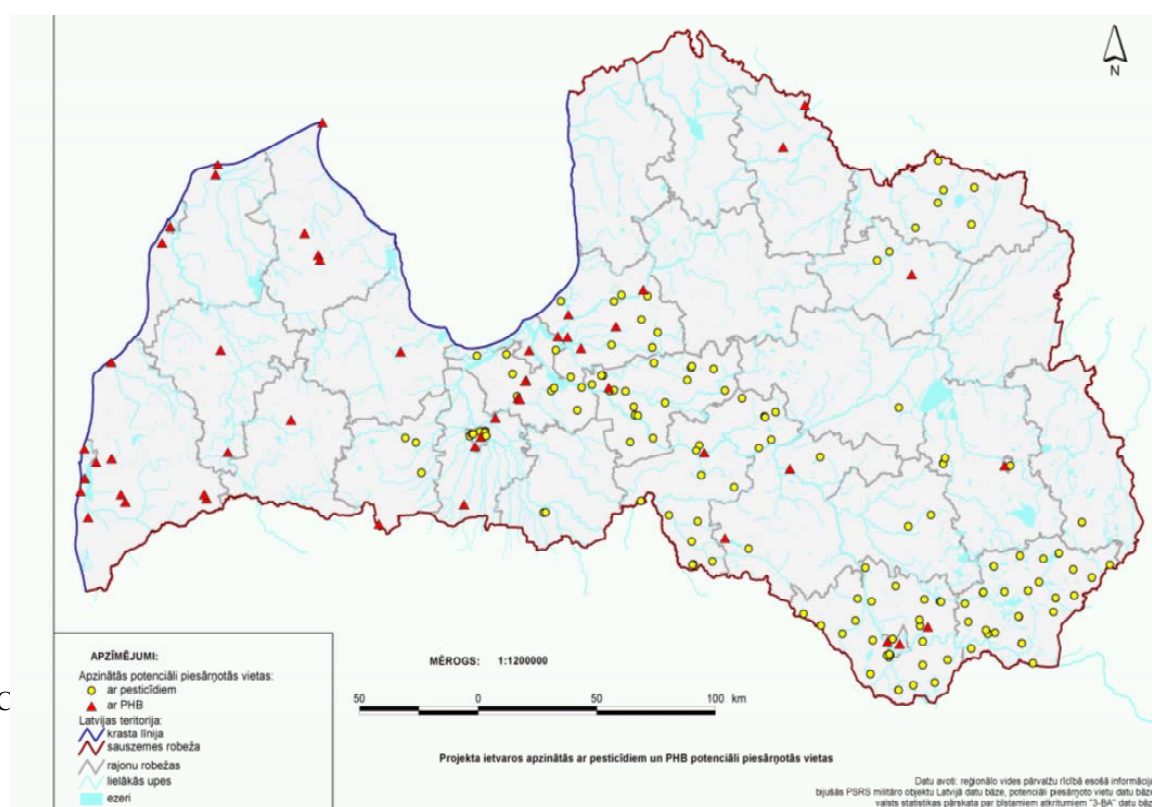 N
APZĪMĒJUMI:
Apzinātās potenciāli piesārņotās vietas:
ar pesticīdiem
ar PHB
Latvijas teritorija:
krasta līnija
sauszemes robeža
rajonu robežas
lielākās upes
ezeri
C
MĒROGS: 1:1200000
50 0 50 100 km
Projekta ietvaros apzinātās ar pesticīdiem un PHB potenciāli piesārņotās vietas
Datu avoti: reģionālo vides pārvalžu rīcībā esošā informācija
bijušās PSRS militāro objektu Latvijā datu bāze, potenciāli piesārņoto vietu datu bāze
valsts statistikas pārskata par bīstamiem atkritumiem "3-BA" datu bāz